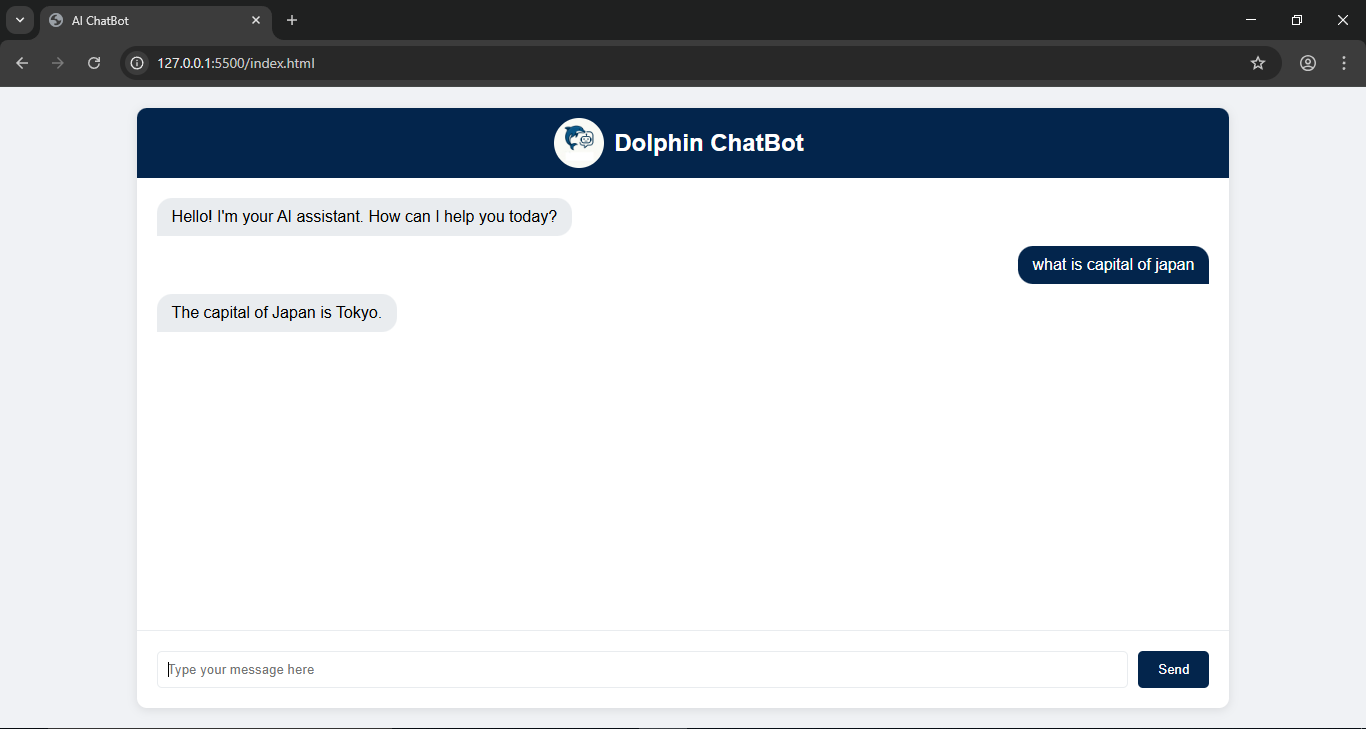 AI ChatBot
127.0.0.1:5500/index.html
Dolphin ChatBot
Hello! I'm your AI assistant. How can I help you today?
what is capital of japan
The capital of Japan is Tokyo.
Type your message here
Send